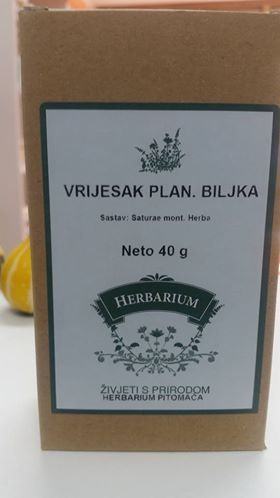 VRIJESAK PLAN. BILJKA
Sastav: Saturae mont. Herba
Neto 40 g
HERBARIUM
ŽIVJETI S PRIRODOM
HERBARIUM PITOMAČA